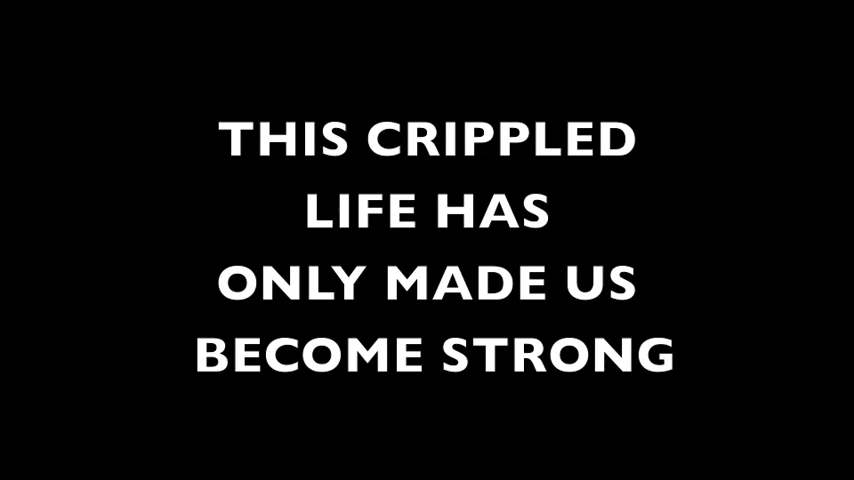 THIS CRIPPLED
LIFE HAS
ONLY MADE US
BECOME STRONG